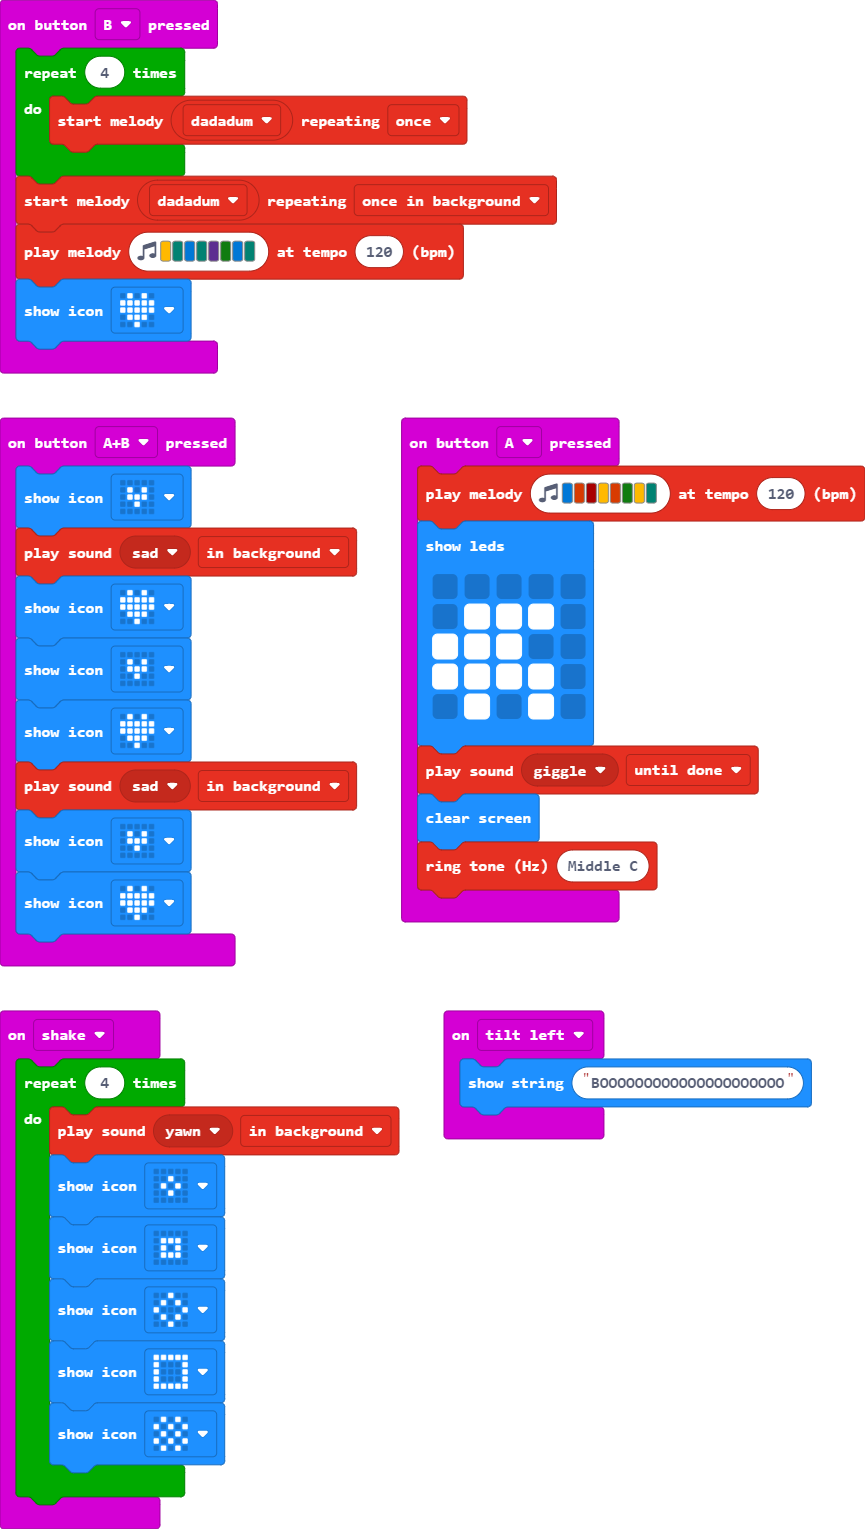 on button B pressed
repeat 4 times
do
start melody dadadum repeating once
start melody dadadum repeating once in background
play melody at tempo 120 (bpm)
show icon
on button A+B pressed
show icon
play sound sad in background
show icon
show icon
show icon
play sound sad in background
show icon
show icon
on button A pressed
play melody at tempo 120 (bpm)
show leds
play sound giggle until done
clear screen
ring tone (Hz) Middle C
on shake
repeat 4 times
do
play sound yawn in background
show icon
show icon
show icon
show icon
show icon
on tilt left
show string "BOOOOOOOOOOOOOOOOOOOOO"